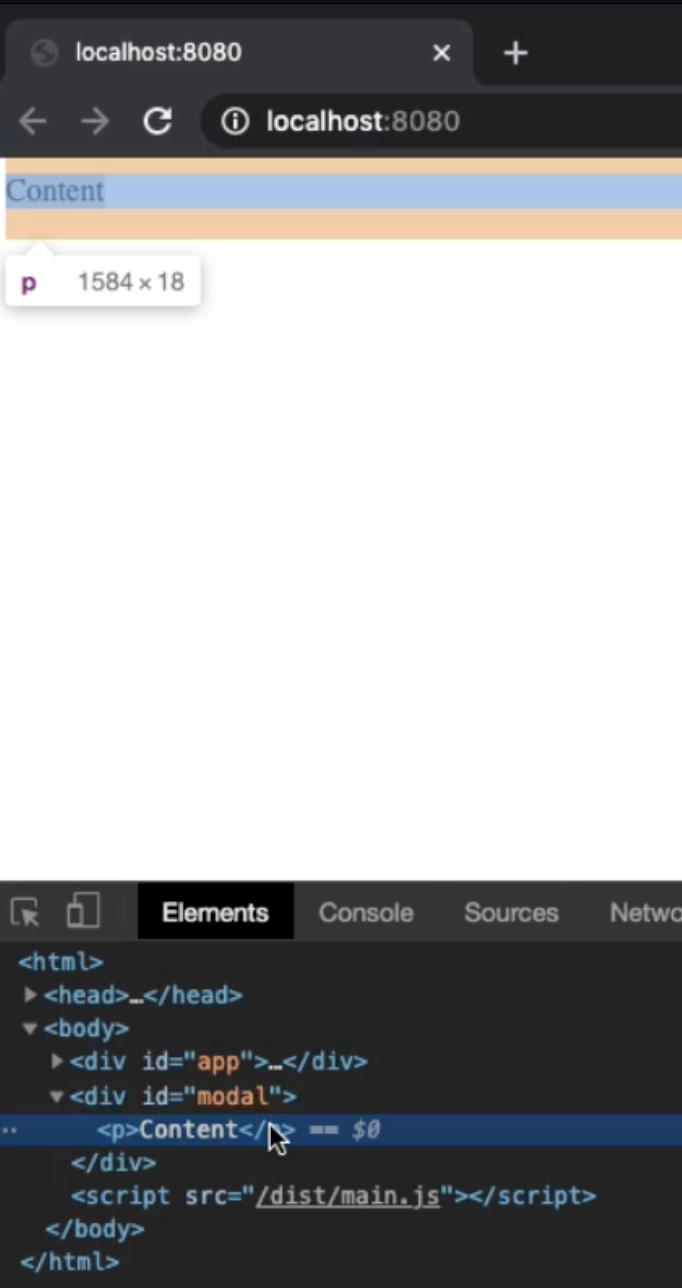 localhost:8080
localhost:8080
Content
p 1584 × 18
Elements Console Sources Netwo
<html>
<head>…</head>
<body>
<div id="app">…</div>
<div id="modal">
<p>Content</p> == $0
</div>
<script src="/dist/main.js"></script>
</body>
</html>